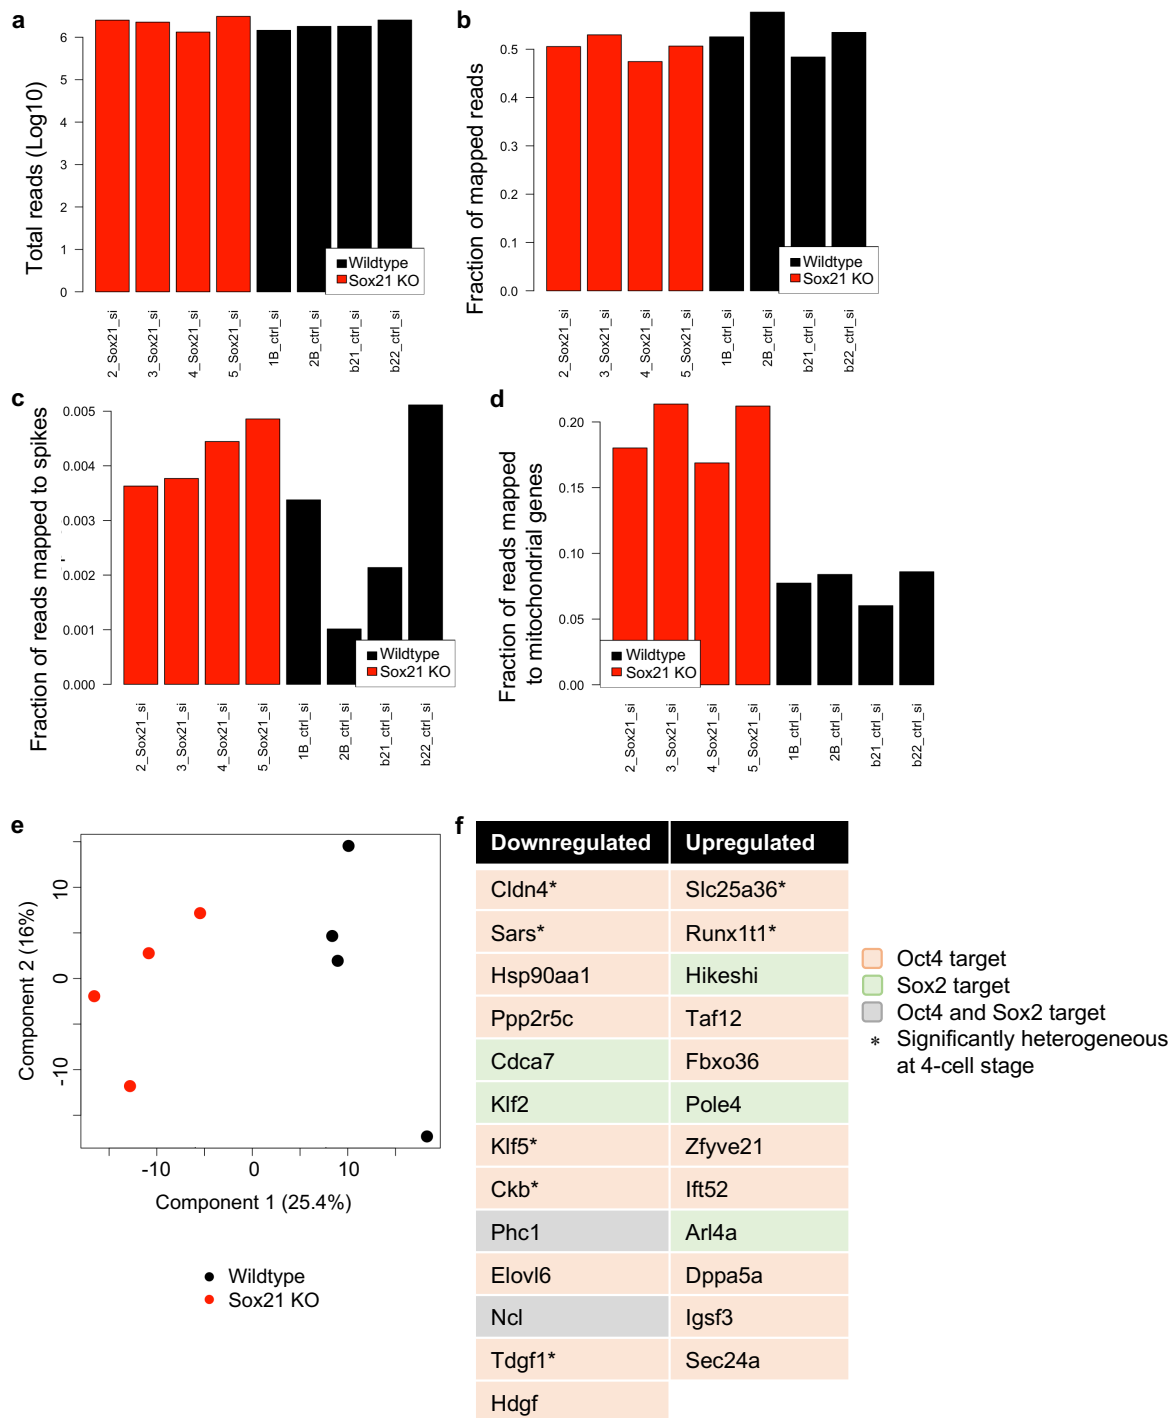 a
Total reads (Log10)
6
5
4
3
2
1
0
Wildtype
Sox21 KO
2_Sox21_si
3_Sox21_si
4_Sox21_si
5_Sox21_si
1B_ctrl_si
2B_ctrl_si
b21_ctrl_si
b22_ctrl_si
b
Fraction of mapped reads
0.5
0.4
0.3
0.2
0.1
0.0
Wildtype
Sox21 KO
2_Sox21_si
3_Sox21_si
4_Sox21_si
5_Sox21_si
1B_ctrl_si
2B_ctrl_si
b21_ctrl_si
b22_ctrl_si
c
Fraction of reads mapped to spikes
0.005
0.004
0.003
0.002
0.001
0.000
Wildtype
Sox21 KO
2_Sox21_si
3_Sox21_si
4_Sox21_si
5_Sox21_si
1B_ctrl_si
2B_ctrl_si
b21_ctrl_si
b22_ctrl_si
d
Fraction of reads mapped
to mitochondrial genes
0.20
0.15
0.10
0.05
0.00
Wildtype
Sox21 KO
2_Sox21_si
3_Sox21_si
4_Sox21_si
5_Sox21_si
1B_ctrl_si
2B_ctrl_si
b21_ctrl_si
b22_ctrl_si
e
Component 2 (16%)
10
0
-10
-10 0 10
Component 1 (25.4%)
Wildtype
Sox21 KO
f
Downregulated Upregulated
Cldn4* Slc25a36*
Sars* Runx1t1*
Hsp90aa1 Hikeshi
Ppp2r5c Taf12
Cdca7 Fbxo36
Klf2 Pole4
Klf5* Zfyve21
Ckb* Ift52
Phc1 Arl4a
Elovl6 Dppa5a
Ncl Igsf3
Tdgf1* Sec24a
Hdgf
Oct4 target
Sox2 target
Oct4 and Sox2 target
* Significantly heterogeneous
at 4-cell stage